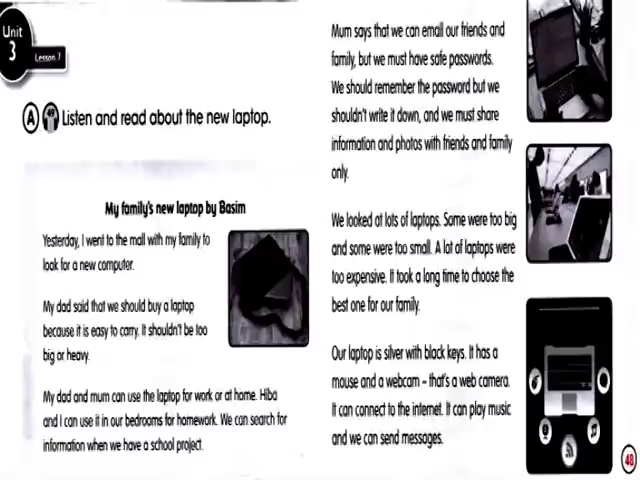 Unit
3
Lesson 7
A 49 Listen and read about the new laptop.
My family's new laptop by Basim
Yesterday, I went to the mall with my family to
look for a new computer.
My dad said that we should buy a laptop
because it is easy to carry. It shouldn't be too
big or heavy.
My dad and mum can use the laptop for work or at home. Hiba
and I can use it in our bedrooms for homework. We can search for
information when we have a school project.
Mum says that we can email our friends and
family, but we must have safe passwords.
We should remember the password but we
shouldn't write it down, and we must share
information and photos with friends and family
only.
We looked at lots of laptops. Some were too big
and some were too small. A lot of laptops were
too expensive. It took a long time to choose the
best one for our family.
Our laptop is silver with black keys. It has a
mouse and a webcam – that's a web camera.
It can connect to the internet. It can play music
and we can send messages.
48